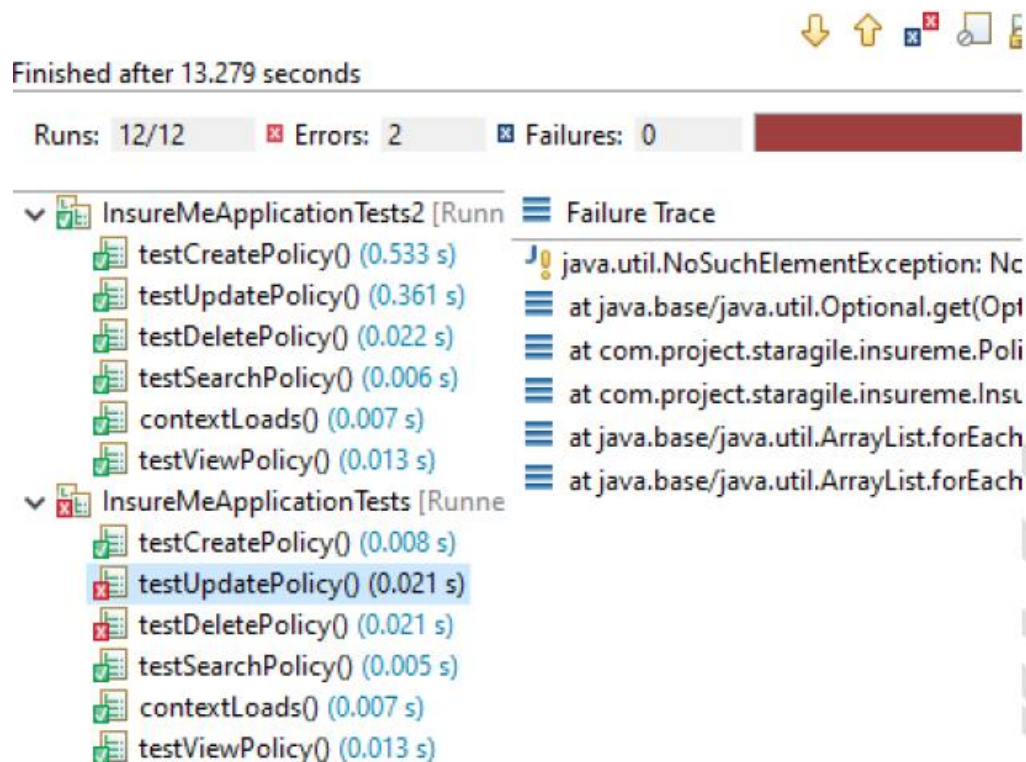 Finished after 13.279 seconds
Runs: 12/12 Errors: 2 Failures: 0
InsureMeApplicationTests2 [Runn
testCreatePolicy() (0.533 s)
testUpdatePolicy() (0.361 s)
testDeletePolicy() (0.022 s)
testSearchPolicy() (0.006 s)
contextLoads() (0.007 s)
testViewPolicy() (0.013 s)
InsureMeApplicationTests [Runne
testCreatePolicy() (0.008 s)
testUpdatePolicy() (0.021 s)
testDeletePolicy() (0.021 s)
testSearchPolicy() (0.005 s)
contextLoads() (0.007 s)
testViewPolicy() (0.013 s)
Failure Trace
java.util.NoSuchElementException: Nc
at java.base/java.util.Optional.get(Opt
at com.project.staragile.insureme.Poli
at com.project.staragile.insureme.Insu
at java.base/java.util.ArrayList.forEach
at java.base/java.util.ArrayList.forEach